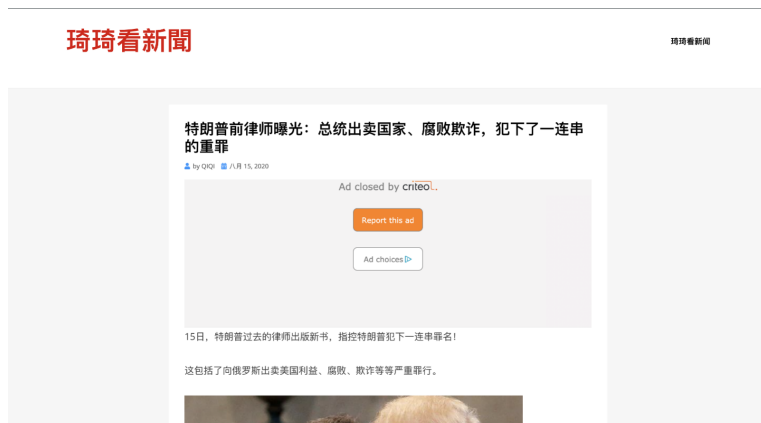 琦琦看新聞
琦琦看新闻
特朗普前律师曝光：总统出卖国家、腐败欺诈，犯下了一连串
的重罪
by QIQI 八月 15, 2020
Ad closed by criteo
Report this ad
Ad choices
15日，特朗普过去的律师出版新书，指控特朗普犯下一连串罪名！
这包括了向俄罗斯出卖美国利益、腐败、欺诈等等严重罪行。